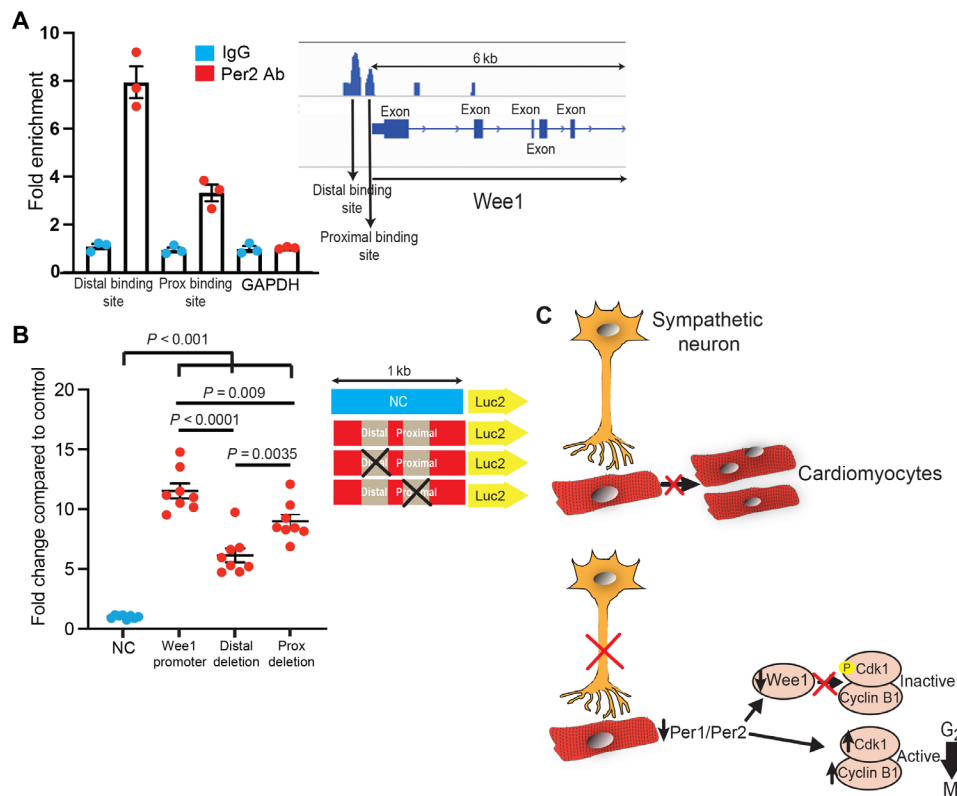 A
IgG
Per2 Ab
Fold enrichment
10
8
6
4
2
0
Distal binding
site
Prox binding
site
GAPDH
6 kb
Exon
Exon
Exon
Exon
Exon
Distal binding
site
Wee1
Proximal binding
site
B
P < 0.001
P = 0.009
P < 0.0001
P = 0.0035
Fold change compared to control
20
15
10
5
0
NC
Wee1
promoter
Distal
deletion
Prox
deletion
1 kb
NC
Luc2
Distal
Proximal
Luc2
Distal
Proximal
Luc2
Distal
Proximal
Luc2
C
Sympathetic
neuron
Cardiomyocytes
Per1/Per2
Wee1
P
Cdk1
Cyclin B1
Inactive
Cdk1
Cyclin B1
Active
G2
M